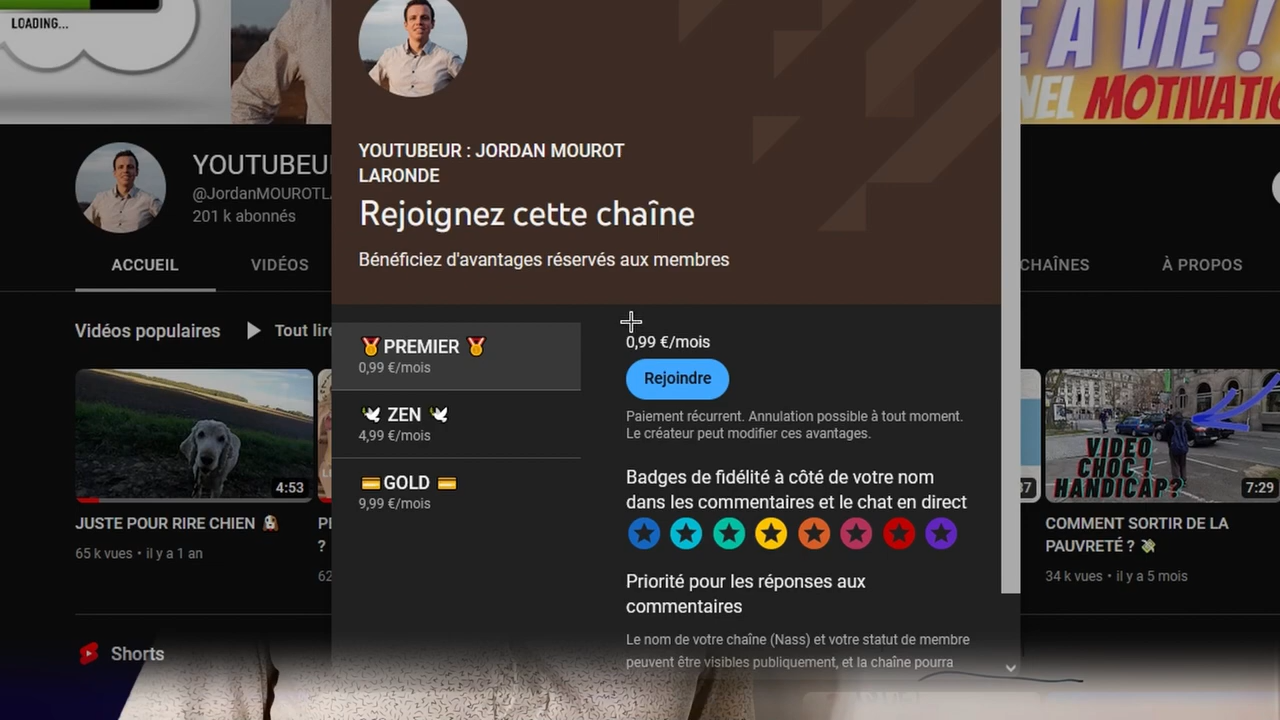 LOADING...
E A VIE !
NEL MOTIVATIO
YOUTUBEU
@JordanMOUROTL
201 k abonnés
ACCUEIL
VIDÉOS
CHAÎNES
À PROPOS
Vidéos populaires
Tout lire
4:53
JUSTE POUR RIRE CHIEN
65 k vues • il y a 1 an
?
62
YOUTUBEUR : JORDAN MOUROT
LARONDE
Rejoignez cette chaîne
Bénéficiez d'avantages réservés aux membres
🏅PREMIER 🏅
0,99 €/mois
🕊 ZEN 🕊
4,99 €/mois
💳GOLD 💳
9,99 €/mois
0,99 €/mois
Rejoindre
Paiement récurrent. Annulation possible à tout moment.
Le créateur peut modifier ces avantages.
Badges de fidélité à côté de votre nom
dans les commentaires et le chat en direct
Priorité pour les réponses aux
commentaires
Le nom de votre chaîne (Nass) et votre statut de membre
peuvent être visibles publiquement, et la chaîne pourra
VIDEO
CHOC !
HANDICAP?
7:29
COMMENT SORTIR DE LA
PAUVRETÉ ? 💸
34 k vues • il y a 5 mois
Shorts